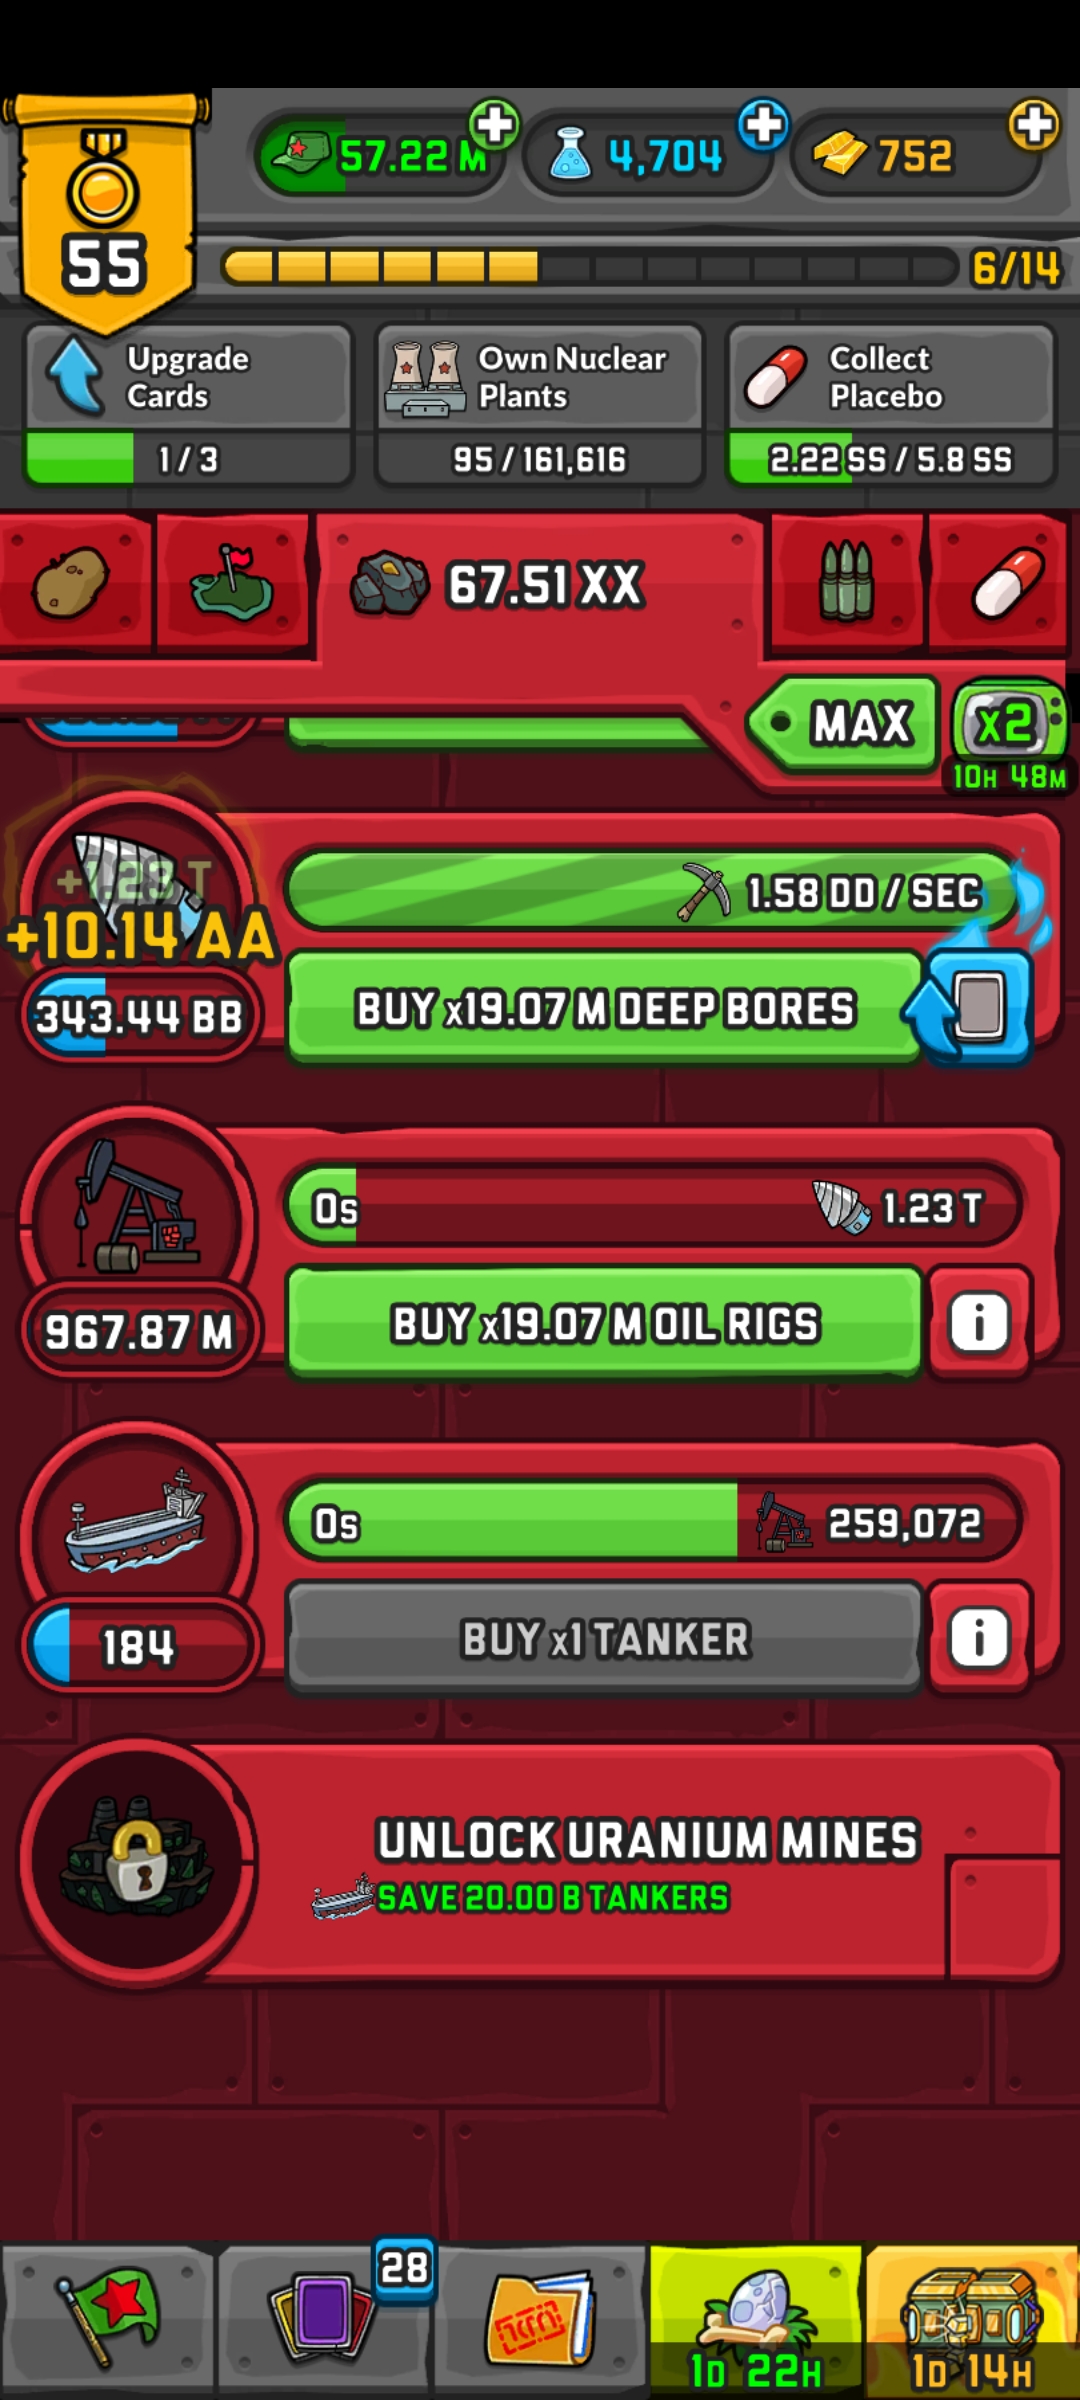 57.22 M
4,704
752
55
6/14
Upgrade
Cards
1 / 3
Own Nuclear
Plants
95 / 161,616
Collect
Placebo
2.22 SS / 5.8 SS
67.51 XX
MAX
x2
10H 48M
+10.14 AA
343.44 BB
1.58 DD / SEC
BUY x19.07 M DEEP BORES
0s
1.23 T
967.87 M
BUY x19.07 M OIL RIGS
i
0s
259,072
184
BUY x1 TANKER
i
UNLOCK URANIUM MINES
SAVE 20.00 B TANKERS
28
1D 22H
1D 14H